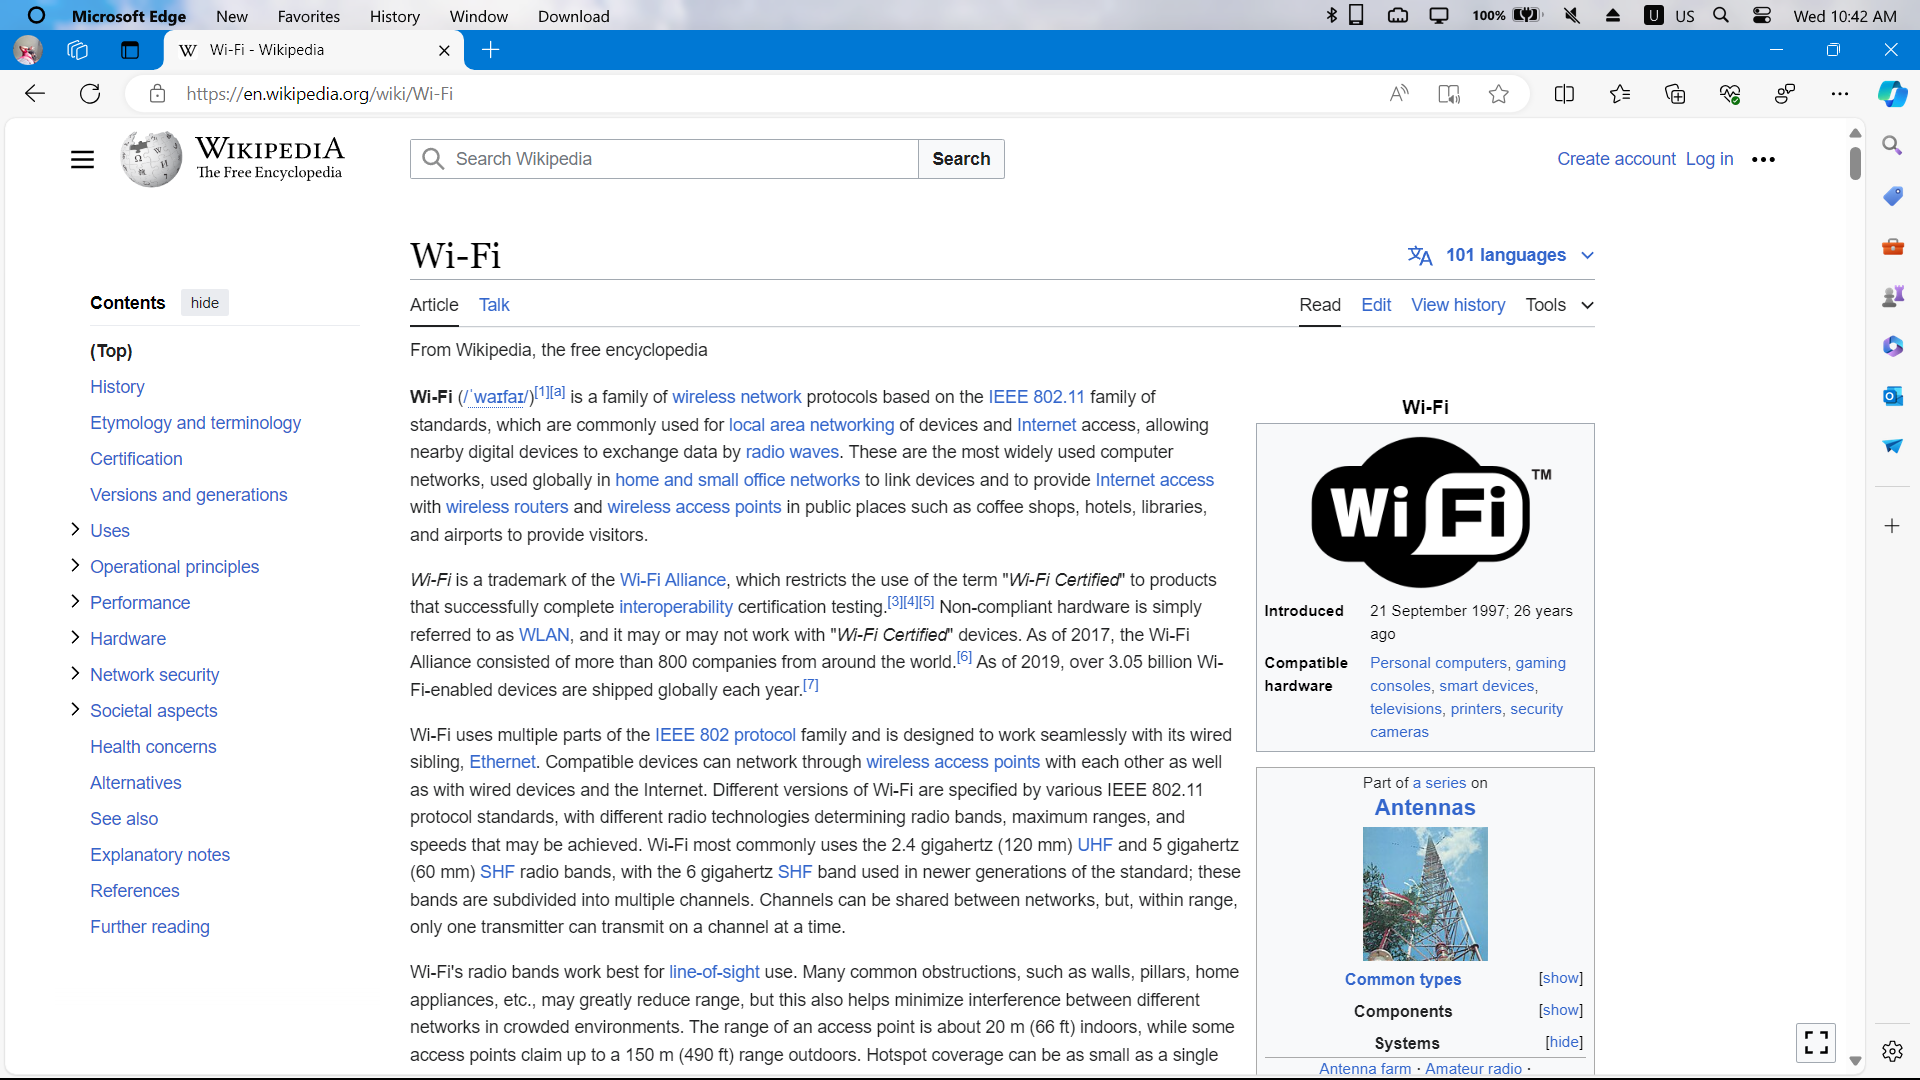 Microsoft Edge New Favorites History Window Download 100% U US Wed 10:42 AM
W Wi-Fi - Wikipedia
https://en.wikipedia.org/wiki/Wi-Fi
WIKIPEDIA
The Free Encyclopedia
Search Wikipedia Search
Create account Log in
Wi-Fi
101 languages
Contents hide
(Top)
History
Etymology and terminology
Certification
Versions and generations
Uses
Operational principles
Performance
Hardware
Network security
Societal aspects
Health concerns
Alternatives
See also
Explanatory notes
References
Further reading
Article Talk Read Edit View history Tools
From Wikipedia, the free encyclopedia
Wi-Fi (/ˈwaɪfaɪ/)[1][a] is a family of wireless network protocols based on the IEEE 802.11 family of
standards, which are commonly used for local area networking of devices and Internet access, allowing
nearby digital devices to exchange data by radio waves. These are the most widely used computer
networks, used globally in home and small office networks to link devices and to provide Internet access
with wireless routers and wireless access points in public places such as coffee shops, hotels, libraries,
and airports to provide visitors.
Wi-Fi is a trademark of the Wi-Fi Alliance, which restricts the use of the term "Wi-Fi Certified" to products
that successfully complete interoperability certification testing.[3][4][5] Non-compliant hardware is simply
referred to as WLAN, and it may or may not work with "Wi-Fi Certified" devices. As of 2017, the Wi-Fi
Alliance consisted of more than 800 companies from around the world.[6] As of 2019, over 3.05 billion Wi-
Fi-enabled devices are shipped globally each year.[7]
Wi-Fi uses multiple parts of the IEEE 802 protocol family and is designed to work seamlessly with its wired
sibling, Ethernet. Compatible devices can network through wireless access points with each other as well
as with wired devices and the Internet. Different versions of Wi-Fi are specified by various IEEE 802.11
protocol standards, with different radio technologies determining radio bands, maximum ranges, and
speeds that may be achieved. Wi-Fi most commonly uses the 2.4 gigahertz (120 mm) UHF and 5 gigahertz
(60 mm) SHF radio bands, with the 6 gigahertz SHF band used in newer generations of the standard; these
bands are subdivided into multiple channels. Channels can be shared between networks, but, within range,
only one transmitter can transmit on a channel at a time.
Wi-Fi's radio bands work best for line-of-sight use. Many common obstructions, such as walls, pillars, home
appliances, etc., may greatly reduce range, but this also helps minimize interference between different
networks in crowded environments. The range of an access point is about 20 m (66 ft) indoors, while some
access points claim up to a 150 m (490 ft) range outdoors. Hotspot coverage can be as small as a single
Wi-Fi
Wi Fi TM
Introduced 21 September 1997; 26 years
ago
Compatible Personal computers, gaming
hardware consoles, smart devices,
televisions, printers, security
cameras
Part of a series on
Antennas
Common types [show]
Components [show]
Systems [hide]
Antenna farm · Amateur radio ·